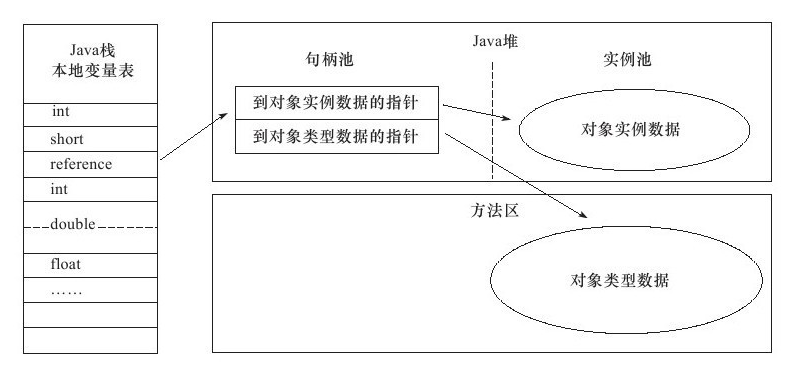 Java栈
本地变量表
int
short
reference
int
double
float
……
Java堆
句柄池
实例池
到对象实例数据的指针
到对象类型数据的指针
对象实例数据
方法区
对象类型数据